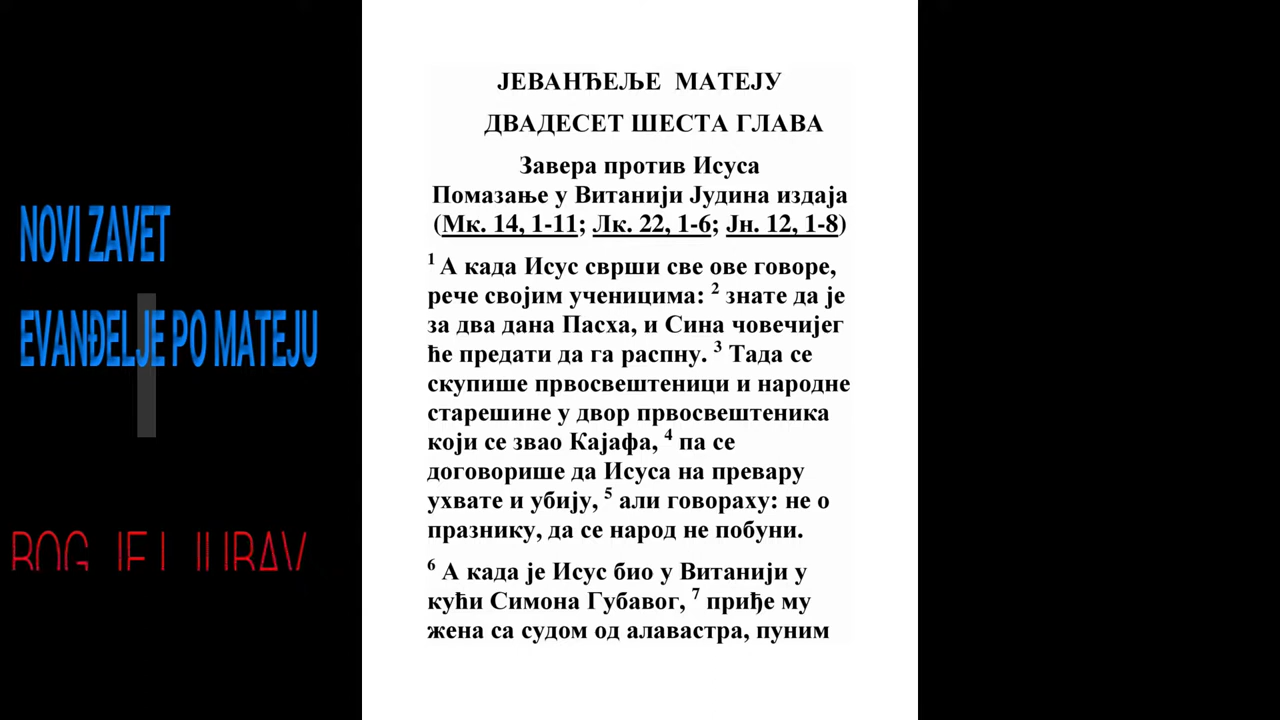 NOVI ZAVET
EVANĐELJE PO MATEJU
BOG JE LJUBAV
ЈЕВАНЂЕЉЕ МАТЕЈУ
ДВАДЕСЕТ ШЕСТА ГЛАВА
Завера против Исуса
Помазање у Витанији Јудина издаја
(Мк. 14, 1-11; Лк. 22, 1-6; Јн. 12, 1-8)
1 А када Исус сврши све ове говоре,
рече својим ученицима: 2 знате да је
за два дана Пасха, и Сина човечијег
ће предати да га распну. 3 Тада се
скупише првосвештеници и народне
старешине у двор првосвештеника
који се звао Кајафа, 4 па се
договорише да Исуса на превару
ухвате и убију, 5 али говораху: не о
празнику, да се народ не побуни.
6 А када је Исус био у Витанији у
кући Симона Губавог, 7 приђе му
жена са судом од алавастра, пуним